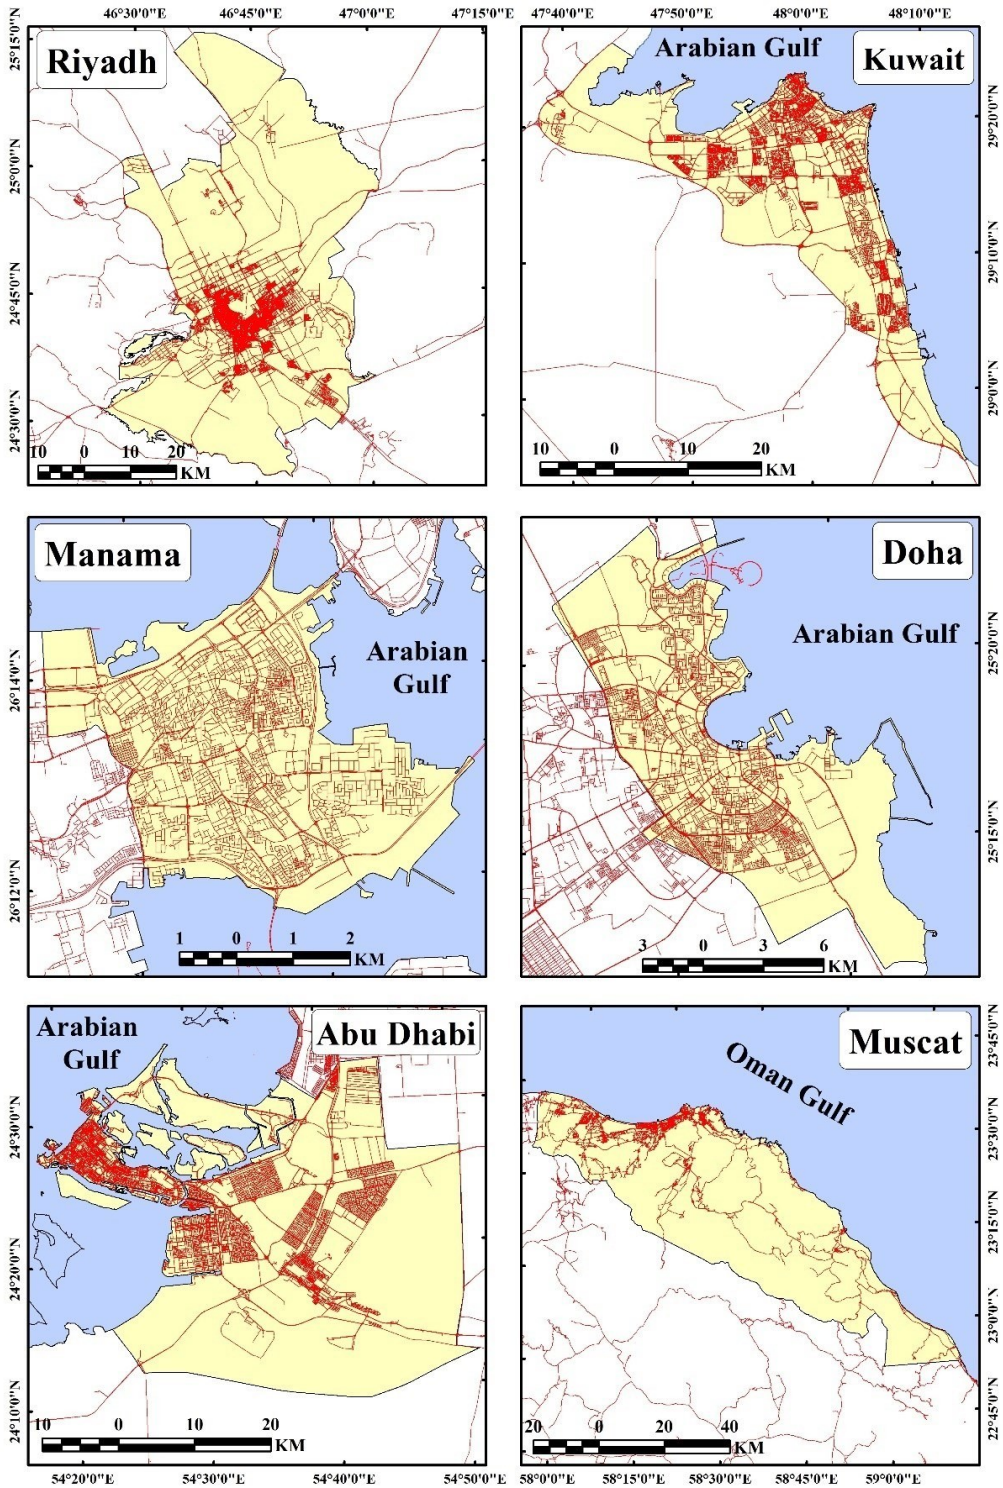 46°30'0"E 46°45'0"E 47°0'0"E 47°15'0"E
47°40'0"E 47°50'0"E 48°0'0"E 48°10'0"E
25°15'0"N
25°0'0"N
24°45'0"N
24°30'0"N
Riyadh
10 0 10 20
KM
Arabian Gulf
Kuwait
29°20'0"N
29°10'0"N
29°0'0"N
10 0 10 20
KM
Manama
Arabian
Gulf
26°14'0"N
26°12'0"N
1 0 1 2
KM
Doha
Arabian Gulf
25°20'0"N
25°15'0"N
3 0 3 6
KM
Arabian
Gulf
Abu Dhabi
24°30'0"N
24°20'0"N
24°10'0"N
10 0 10 20
KM
54°20'0"E 54°30'0"E 54°40'0"E 54°50'0"E
Muscat
Oman Gulf
23°45'0"N
23°30'0"N
23°15'0"N
23°0'0"N
22°45'0"N
20 0 20 40
KM
58°0'0"E 58°15'0"E 58°30'0"E 58°45'0"E 59°0'0"E